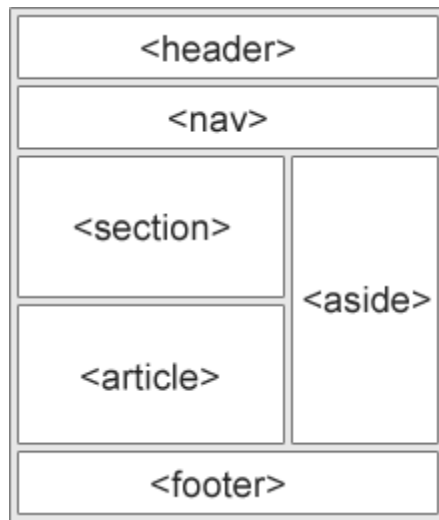 <header>
<nav>
<section>
<aside>
<article>
<footer>